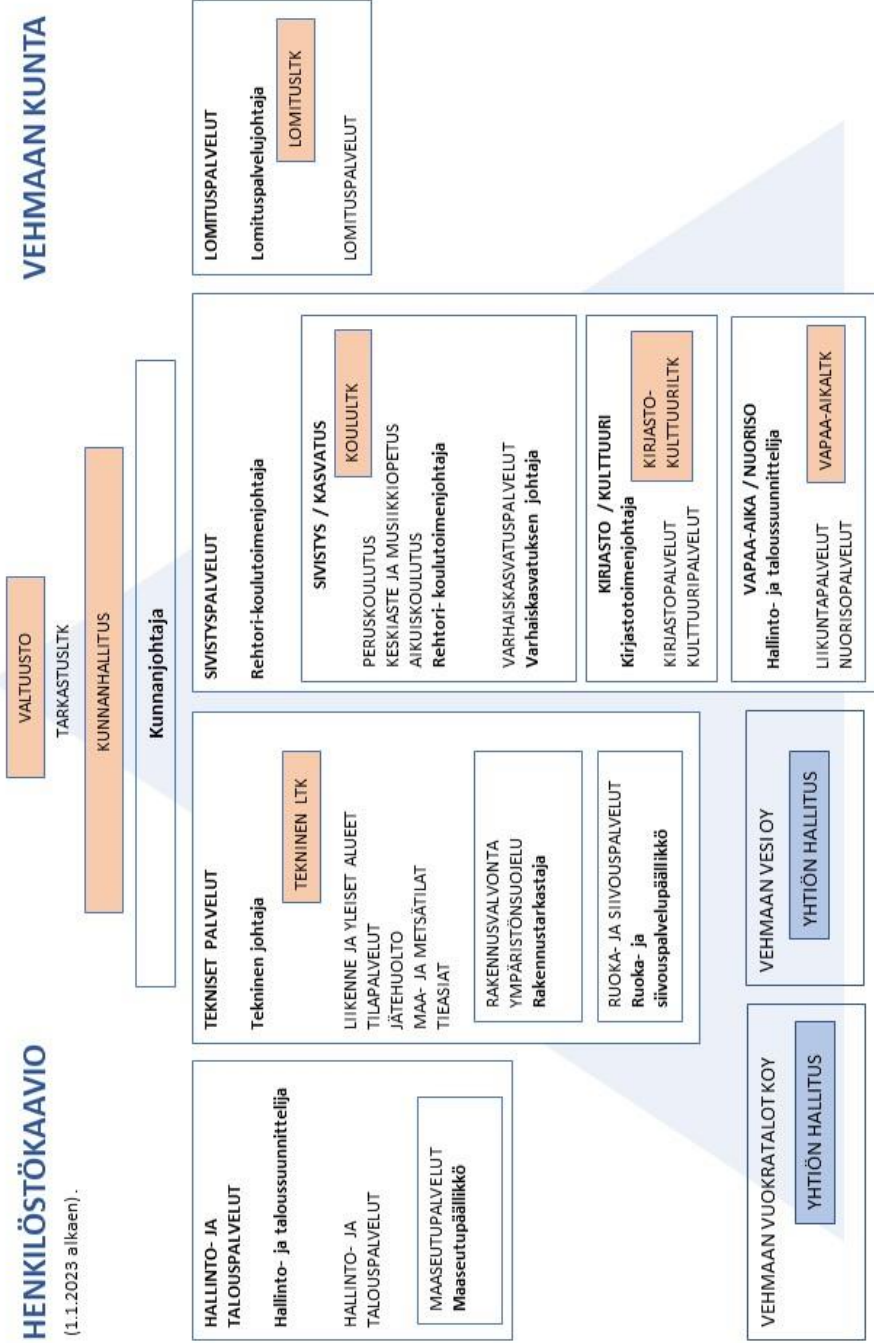 HENKILÖSTÖKAAVIO
(1.1.2023 alkaen).
VEHMAAN KUNTA
VALTUUSTO
TARKASTUSLTK
KUNNANHALLITUS
Kunnanjohtaja
HALLINTO- JA
TALOUSPALVELUT
Hallinto- ja taloussuunnittelija
HALLINTO- JA
TALOUSPALVELUT
MAASEUTUPALVELUT
Maaseutupäällikkö
TEKNISET PALVELUT
Tekninen johtaja
TEKNINEN LTK
LIIKENNE JA YLEISET ALUEET
TILAPALVELUT
JÄTEHUOLTO
MAA- JA METSÄTILAT
TIEASIAT
RAKENNUSVALVONTA
YMPÄRISTÖNSUOJELU
Rakennustarkastaja
RUOKA- JA SIIVOUSPALVELUT
Ruoka- ja
siivouspalvelupäällikkö
SIVISTYSPALVELUT
Rehtori-koulutoimenjohtaja
SIVISTYS / KASVATUS
KOULULTK
PERUSKOULUTUS
KESKIASTE JA MUSIIKKIOPETUS
AIKUISKOULUTUS
Rehtori- koulutoimenjohtaja
VARHAISKASVATUSPALVELUT
Varhaiskasvatuksen johtaja
KIRJASTO / KULTTUURI
Kirjastotoimenjohtaja
KIRJASTO-
KULTTUURILTK
KIRJASTOPALVELUT
KULTTUURIPALVELUT
VAPAA-AIKA / NUORISO
Hallinto- ja taloussuunnittelija
VAPAA-AIKALTK
LIIKUNTAPALVELUT
NUORISOPALVELUT
LOMITUSPALVELUT
Lomituspalvelujohtaja
LOMITUSLTK
LOMITUSPALVELUT
VEHMAAN VUOKRATALOT KOY
YHTIÖN HALLITUS
VEHMAAN VESI OY
YHTIÖN HALLITUS